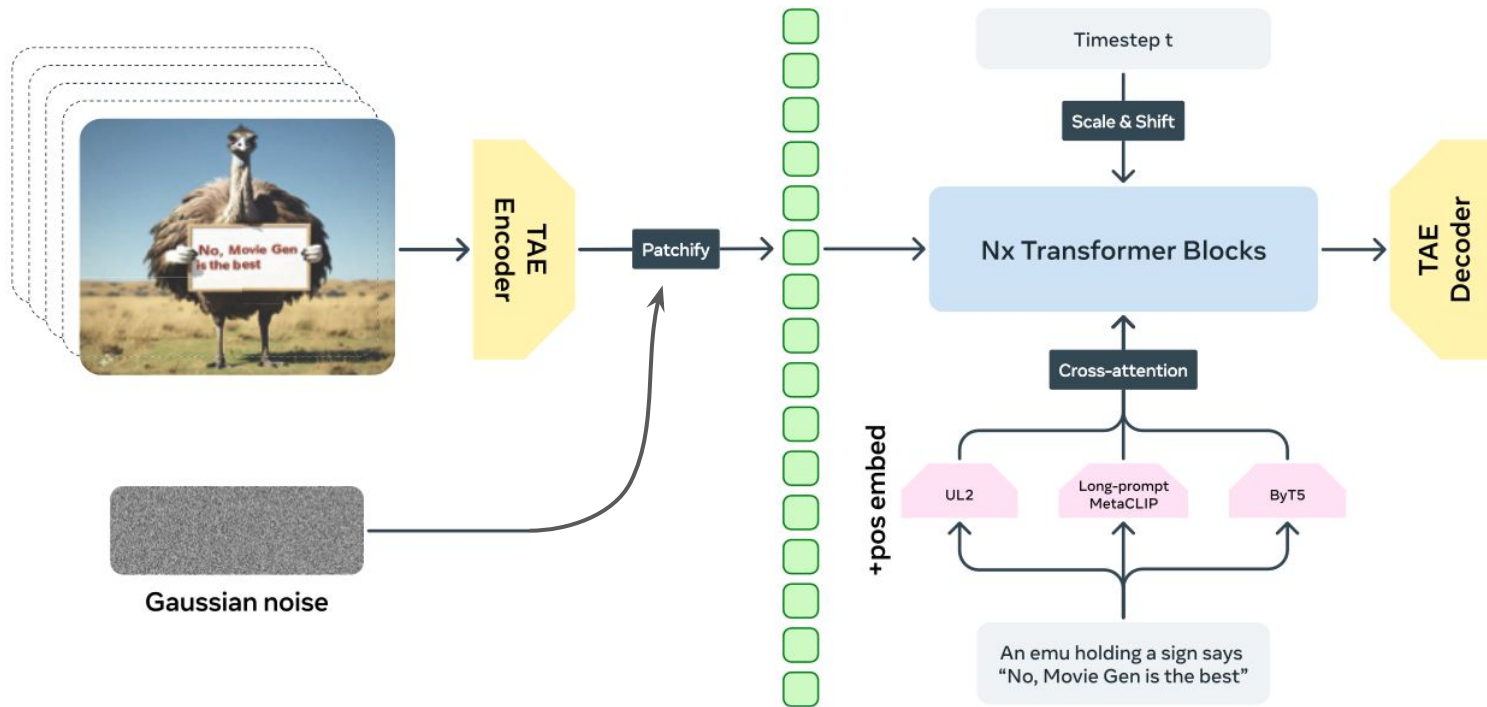 No, Movie Gen
is the best
TAE
Encoder
Patchify
Gaussian noise
+pos embed
Timestep t
Scale & Shift
Nx Transformer Blocks
TAE
Decoder
Cross-attention
UL2
Long-prompt
MetaCLIP
ByT5
An emu holding a sign says
“No, Movie Gen is the best”